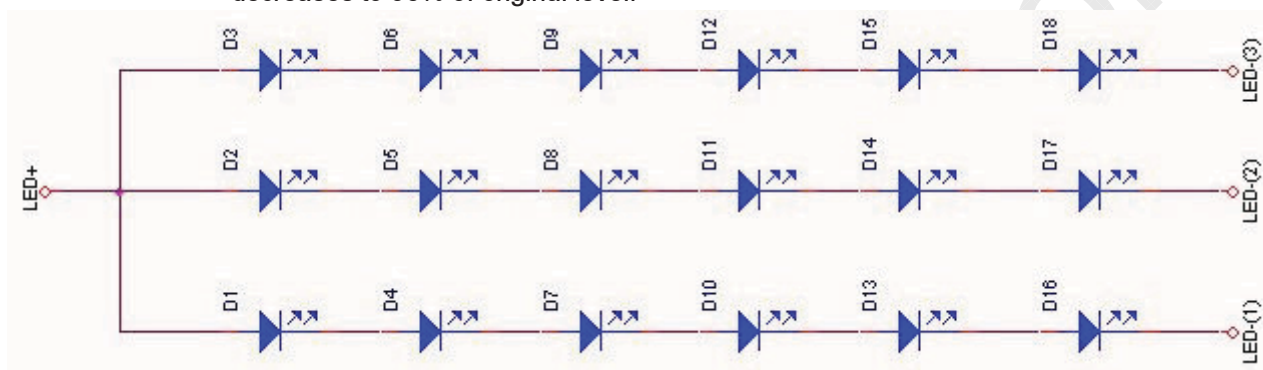 D3 D6 D9 D12 D15 D18 LED-(3)
LED+ D2 D5 D8 D11 D14 D17 LED-(2)
D1 D4 D7 D10 D13 D16 LED-(1)